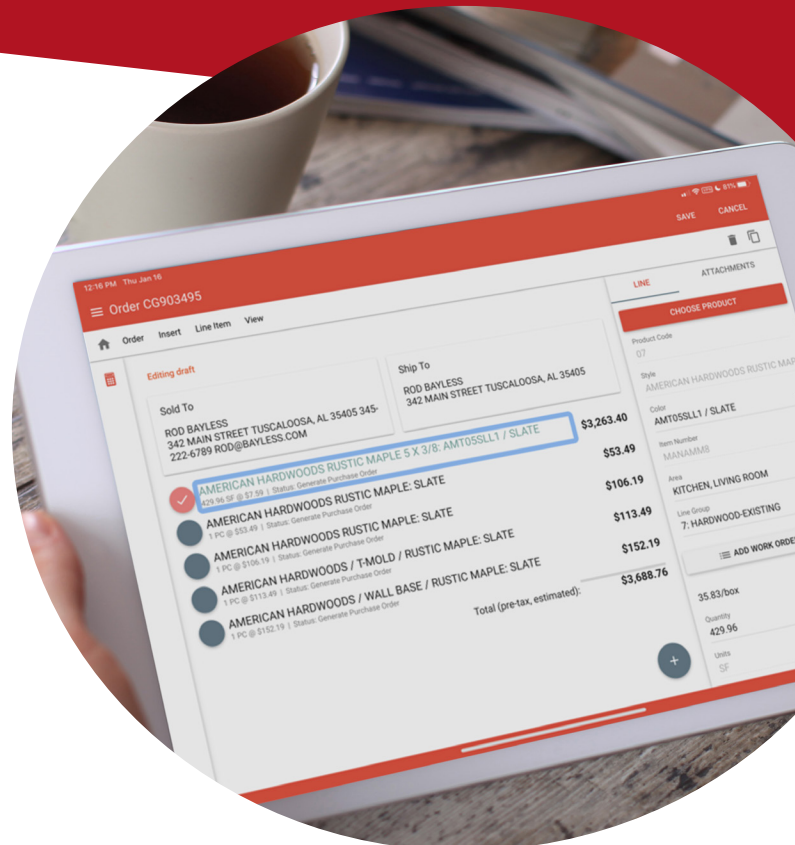 12:16 PM Thu Jan 16
81%
Order CG903495
SAVE CANCEL
Order Insert Line Item View
Editing draft
Sold To
ROD BAYLESS
342 MAIN STREET TUSCALOOSA, AL 35405 345-
222-6789 ROD@BAYLESS.COM
Ship To
ROD BAYLESS
342 MAIN STREET TUSCALOOSA, AL 35405
AMERICAN HARDWOODS RUSTIC MAPLE 5 X 3/8: AMT05SLL1 / SLATE $3,263.40
429.96 SF @ $7.59 | Status: Generate Purchase Order
AMERICAN HARDWOODS RUSTIC MAPLE: SLATE $53.49
1 PC @ $53.49 | Status: Generate Purchase Order
AMERICAN HARDWOODS RUSTIC MAPLE: SLATE $106.19
1 PC @ $106.19 | Status: Generate Purchase Order
AMERICAN HARDWOODS / T-MOLD / RUSTIC MAPLE: SLATE $113.49
1 PC @ $113.49 | Status: Generate Purchase Order
AMERICAN HARDWOODS / WALL BASE / RUSTIC MAPLE: SLATE $152.19
1 PC @ $152.19 | Status: Generate Purchase Order
Total (pre-tax, estimated): $3,688.76
LINE ATTACHMENTS
CHOOSE PRODUCT
Product Code
07
Style
AMERICAN HARDWOODS RUSTIC MAP
Color
AMT05SLL1 / SLATE
Item Number
MANAMM8
Area
KITCHEN, LIVING ROOM
Line Group
7: HARDWOOD-EXISTING
ADD WORK ORDE
35.83/box
Quantity
429.96
Units
SF